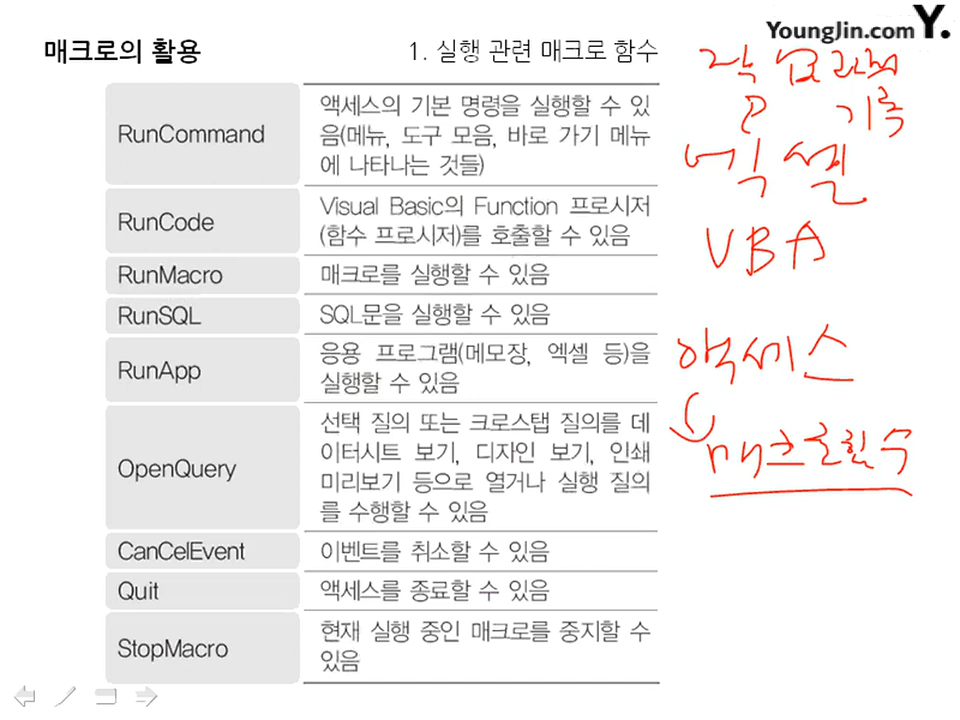 YoungJin.com Y.
매크로의 활용
1. 실행 관련 매크로 함수
RunCommand
액세스의 기본 명령을 실행할 수 있
음(메뉴, 도구 모음, 바로 가기 메뉴
에 나타나는 것들)
RunCode
Visual Basic의 Function 프로시저
(함수 프로시저)를 호출할 수 있음
RunMacro
매크로를 실행할 수 있음
RunSQL
SQL문을 실행할 수 있음
RunApp
응용 프로그램(메모장, 엑셀 등)을
실행할 수 있음
OpenQuery
선택 질의 또는 크로스탭 질의를 데
이터시트 보기, 디자인 보기, 인쇄
미리보기 등으로 열거나 실행 질의
를 수행할 수 있음
CanCelEvent
이벤트를 취소할 수 있음
Quit
액세스를 종료할 수 있음
StopMacro
현재 실행 중인 매크로를 중지할 수
있음
기록
엑셀
VBA
액세스
매크로함수